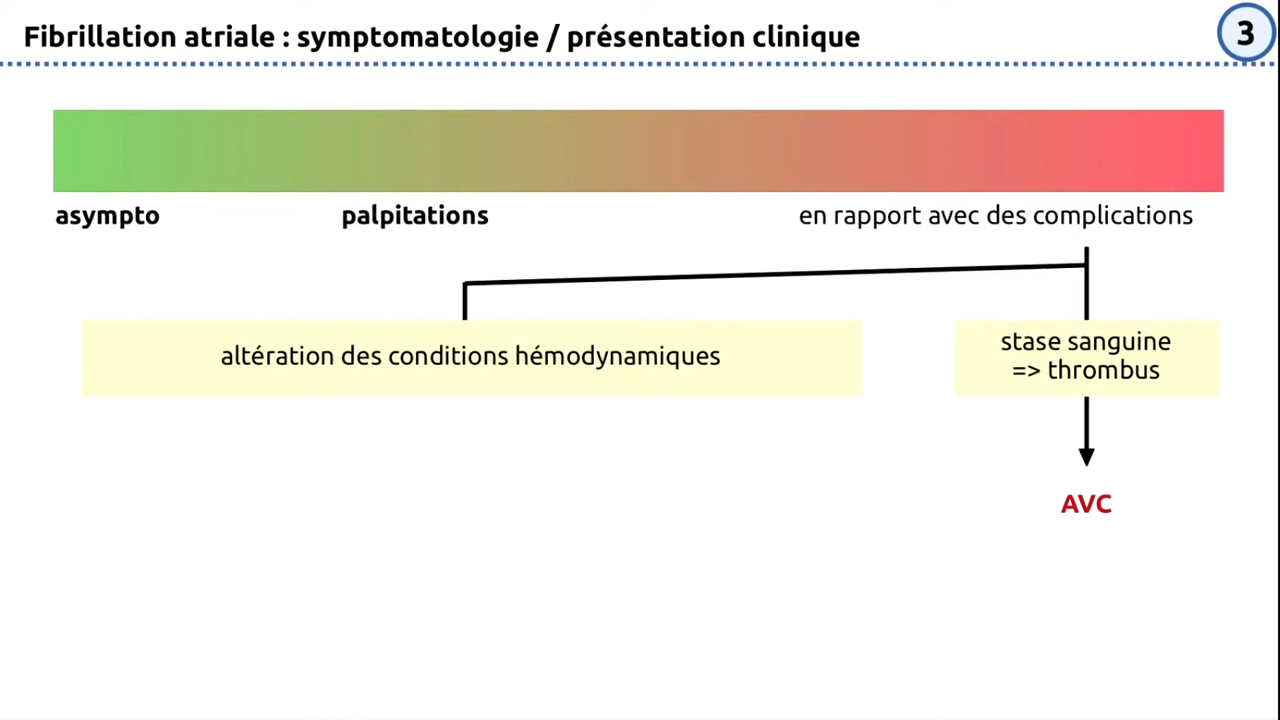 Fibrillation atriale : symptomatologie / présentation clinique
3
asympto
palpitations
en rapport avec des complications
altération des conditions hémodynamiques
stase sanguine
=> thrombus
AVC